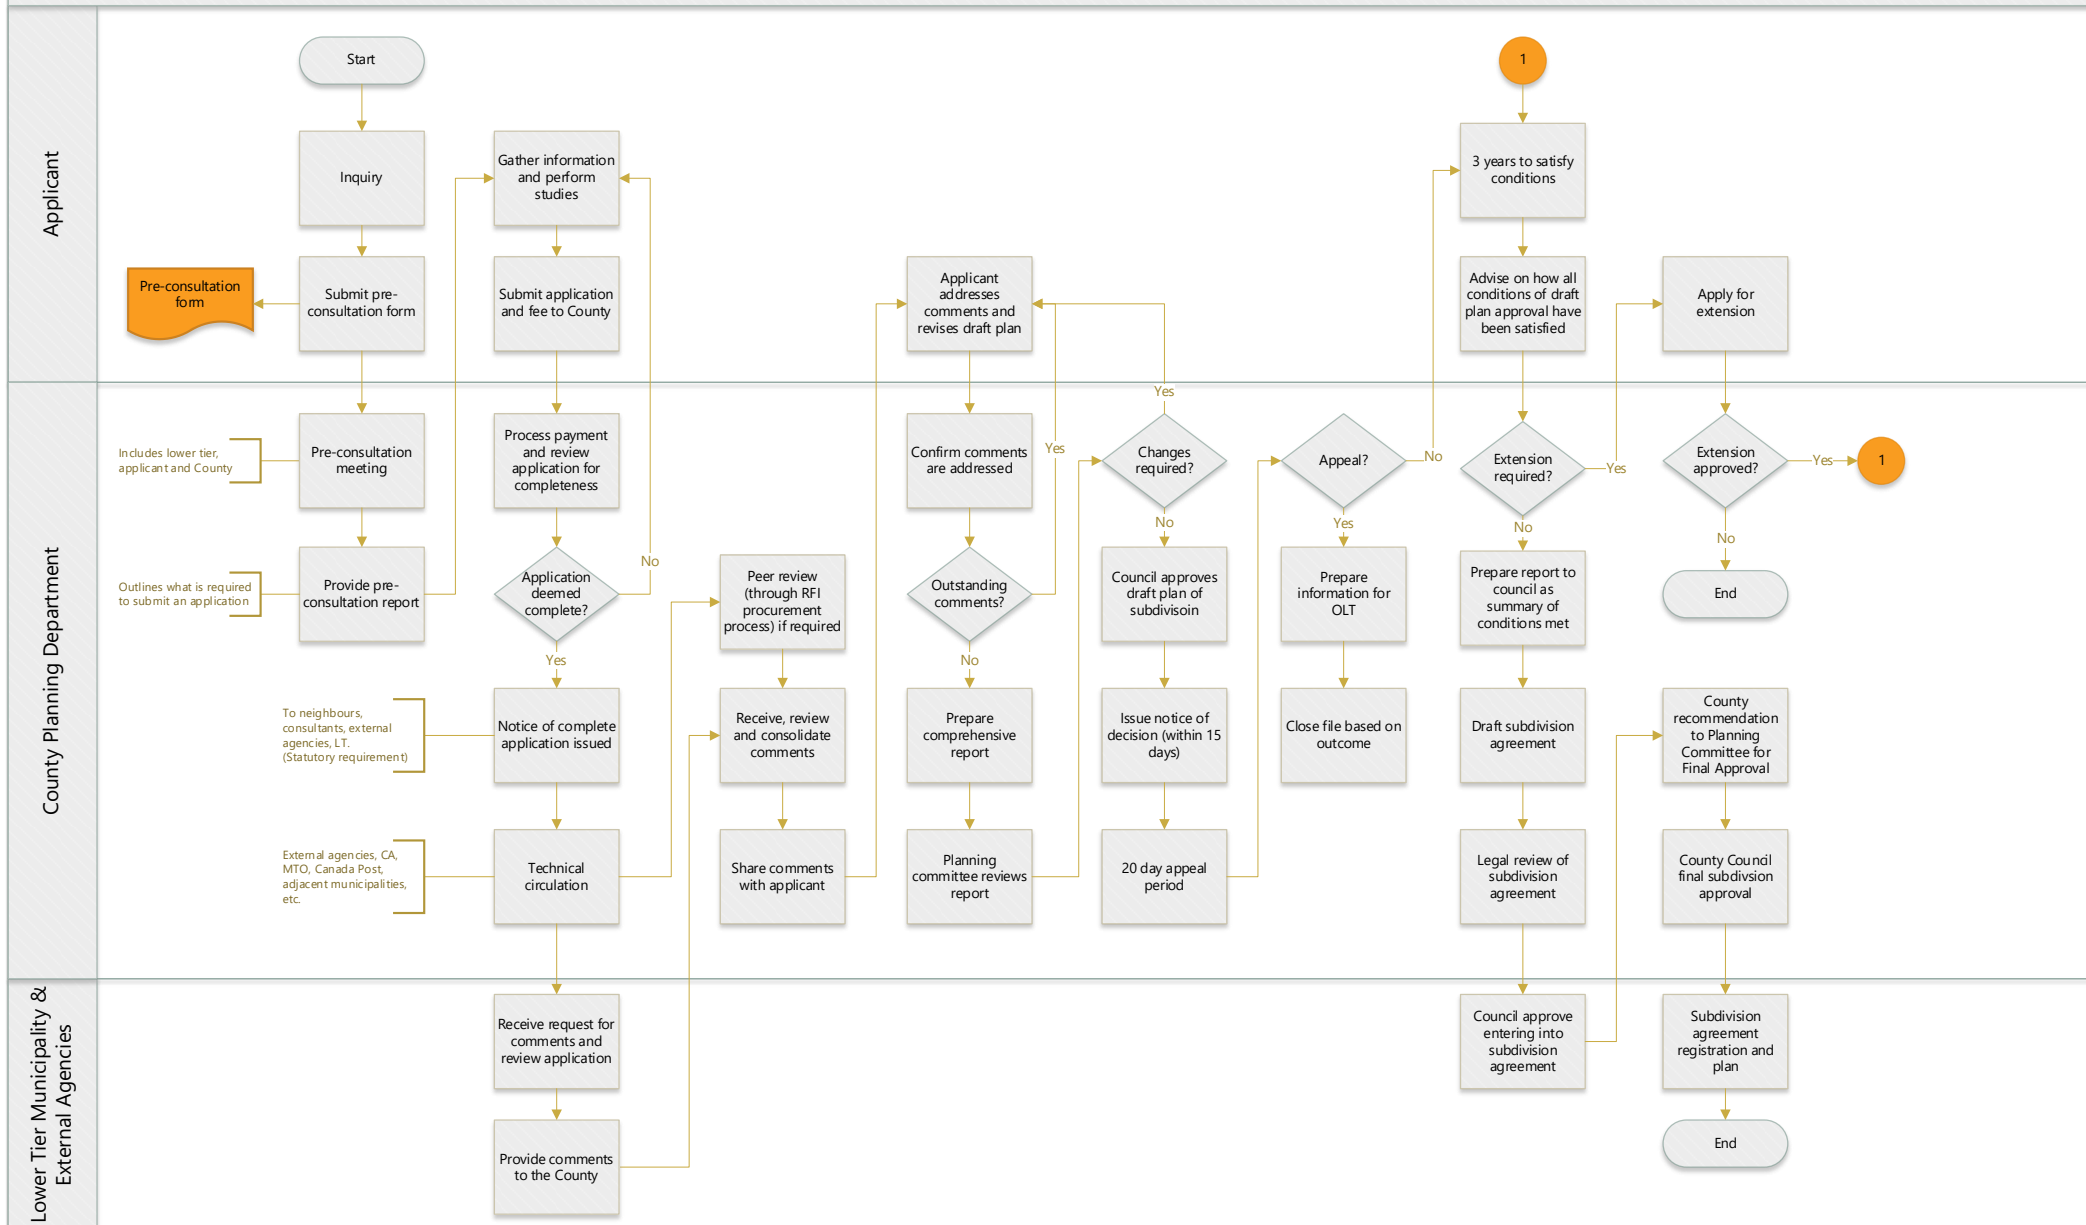 Applicant
Start
Inquiry
Submit pre-
consultation form
Pre-consultation
form
Gather information
and perform
studies
Submit application
and fee to County
Applicant
addresses
comments and
revises draft plan
1
3 years to satisfy
conditions
Advise on how all
conditions of draft
plan approval have
been satisfied
Apply for
extension
County Planning Department
Includes lower tier,
applicant and County
Pre-consultation
meeting
Outlines what is required
to submit an application
Provide pre-
consultation report
Process payment
and review
application for
completeness
Application
deemed
complete?
No
Yes
To neighbours,
consultants, external
agencies, LT.
(Statutory requirement)
Notice of complete
application issued
External agencies, CA,
MTO, Canada Post,
adjacent municipalities,
etc.
Technical
circulation
Peer review
(through RFI
procurement
process) if required
Receive, review
and consolidate
comments
Share comments
with applicant
Confirm comments
are addressed
Yes
Outstanding
comments?
No
Prepare
comprehensive
report
Planning
committee reviews
report
Yes
Changes
required?
No
Council approves
draft plan of
subdivisoin
Issue notice of
decision (within 15
days)
20 day appeal
period
Appeal?
No
Yes
Prepare
information for
OLT
Close file based on
outcome
Extension
required?
Yes
No
Prepare report to
council as
summary of
conditions met
Draft subdivision
agreement
Legal review of
subdivision
agreement
Extension
approved?
Yes
1
No
End
County
recommendation
to Planning
Committee for
Final Approval
County Council
final subdivsion
approval
Lower Tier Municipality &
External Agencies
Receive request for
comments and
review application
Provide comments
to the County
Council approve
entering into
subdivision
agreement
Subdivision
agreement
registration and
plan
End